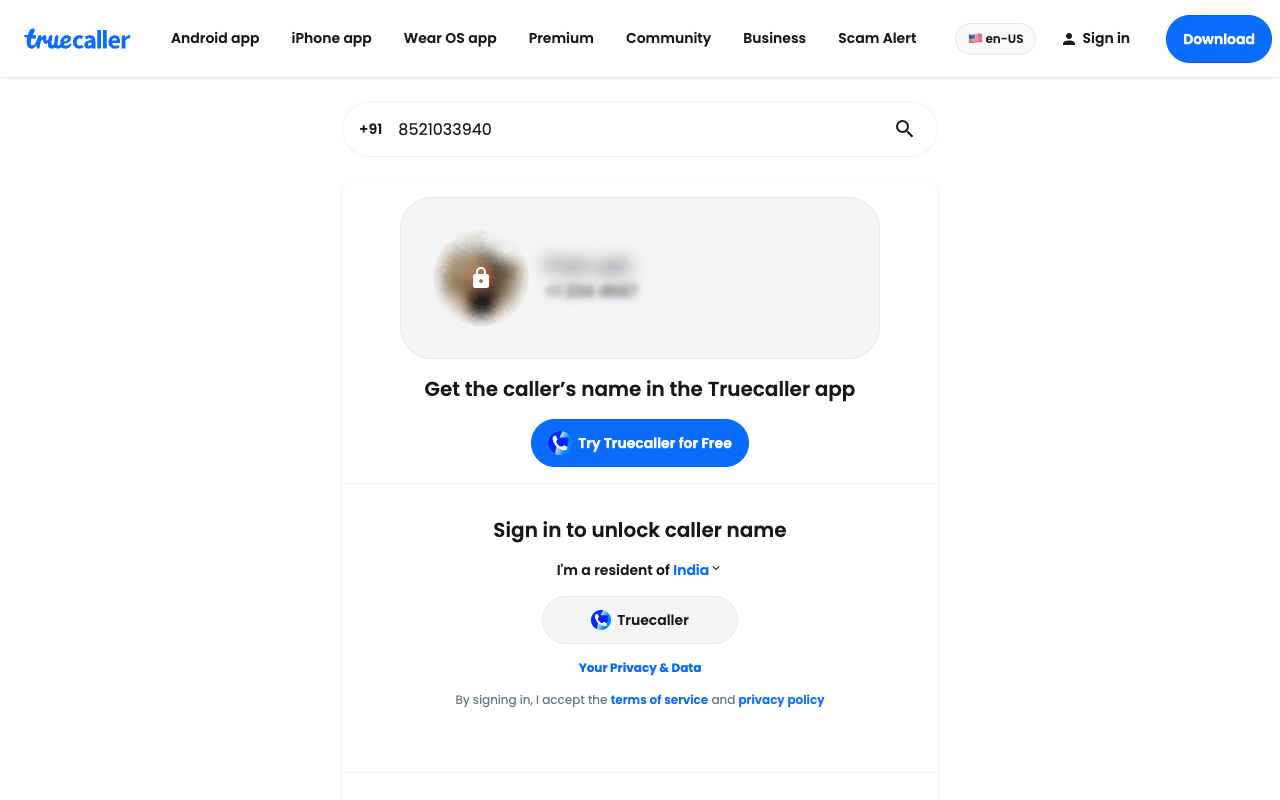 truecaller
Android app
iPhone app
Wear OS app
Premium
Community
Business
Scam Alert
en-US
Sign in
Download
+91 8521033940
Get the caller’s name in the Truecaller app
Try Truecaller for Free
Sign in to unlock caller name
I'm a resident of India
Truecaller
Your Privacy & Data
By signing in, I accept the terms of service and privacy policy